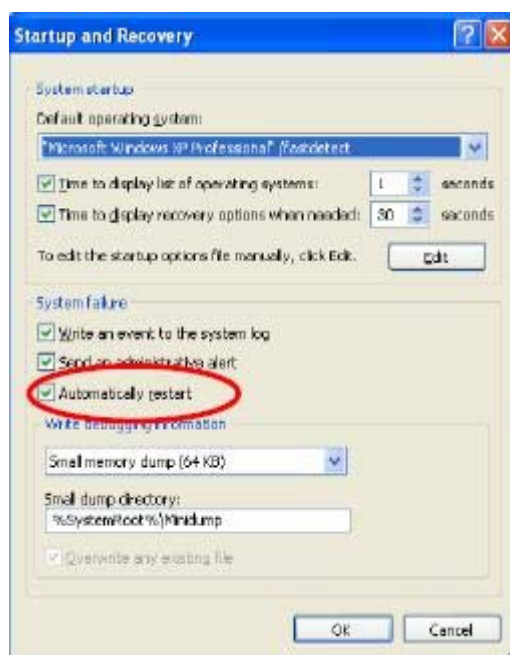 Startup and Recovery
System startup
Default operating system:
"Microsoft Windows XP Professional" /fastdetect
Time to display list of operating systems: 1 seconds
Time to display recovery options when needed: 30 seconds
To edit the startup options file manually, click Edit. Edit
System failure
Write an event to the system log
Send an administrative alert
Automatically restart
Write debugging information
Small memory dump (64 KB)
Small dump directory:
%SystemRoot%\Minidump
Overwrite any existing file
OK Cancel